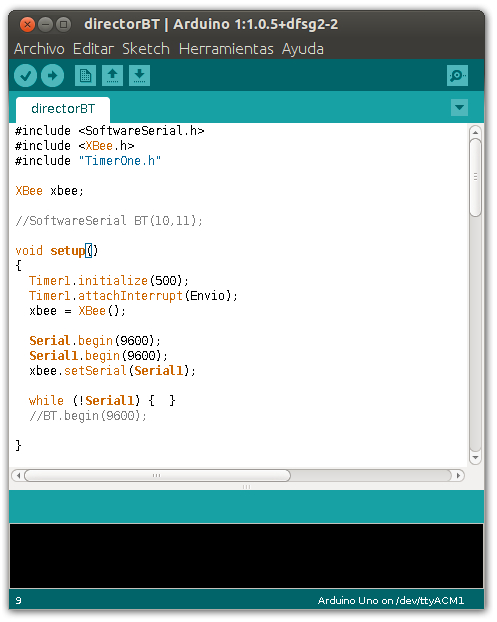 directorBT | Arduino 1:1.0.5+dfsg2-2
Archivo Editar Sketch Herramientas Ayuda
directorBT
#include <SoftwareSerial.h>
#include <XBee.h>
#include "TimerOne.h"
XBee xbee;
//SoftwareSerial BT(10,11);
void setup()
{
Timer1.initialize(500);
Timer1.attachInterrupt(Envio);
xbee = XBee();
Serial.begin(9600);
Serial1.begin(9600);
xbee.setSerial(Serial1);
while (!Serial1) {  }
//BT.begin(9600);
}
9 Arduino Uno on /dev/ttyACM1